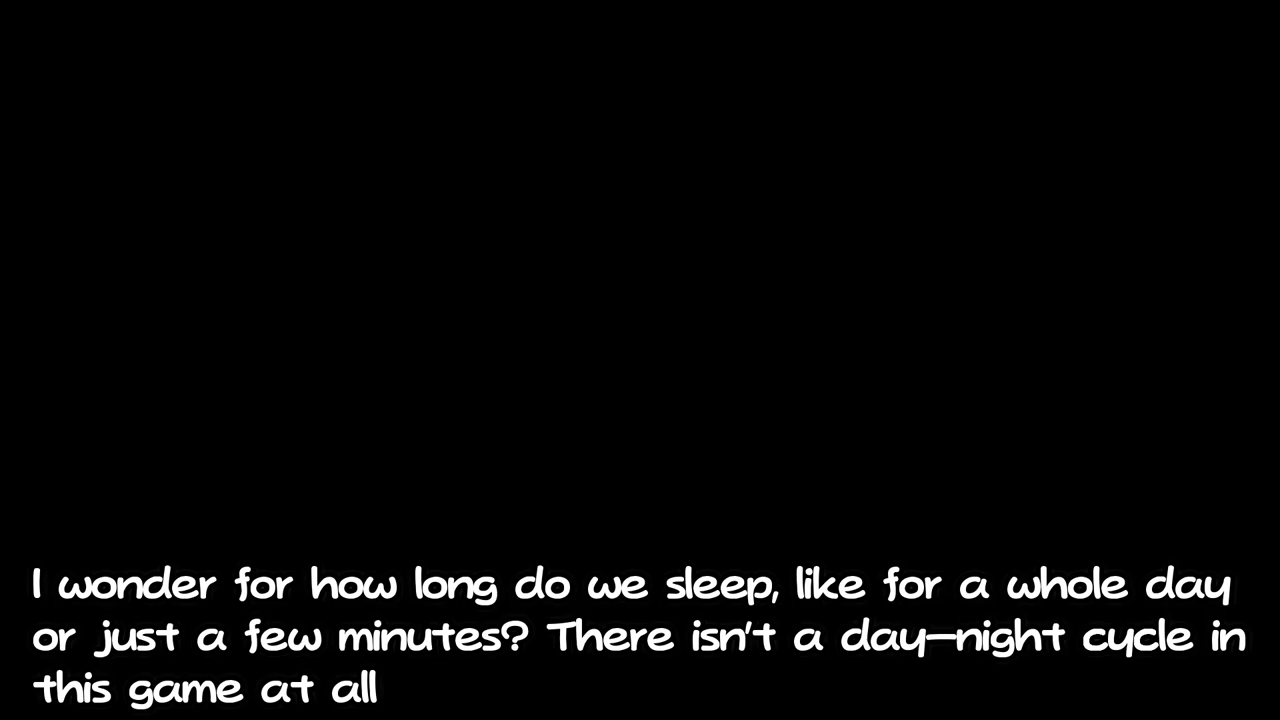 I wonder for how long do we sleep, like for a whole day
or just a few minutes? There isn't a day-night cycle in
this game at all